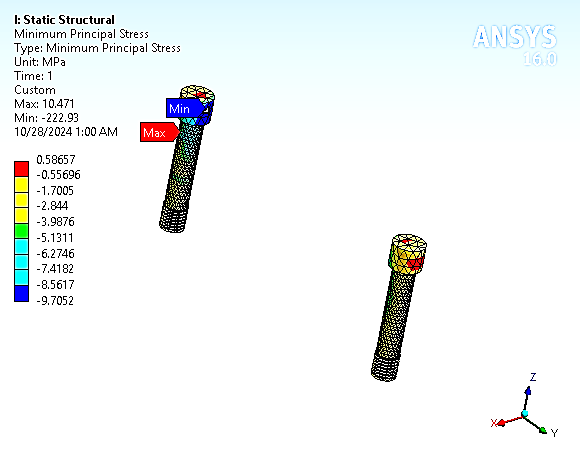 I: Static Structural
Minimum Principal Stress
Type: Minimum Principal Stress
Unit: MPa
Time: 1
Custom
Max: 10.471
Min: -222.93
10/28/2024 1:00 AM
ANSYS
16.0
Min
Max
0.58657
-0.55696
-1.7005
-2.844
-3.9876
-5.1311
-6.2746
-7.4182
-8.5617
-9.7052
Z
X
Y